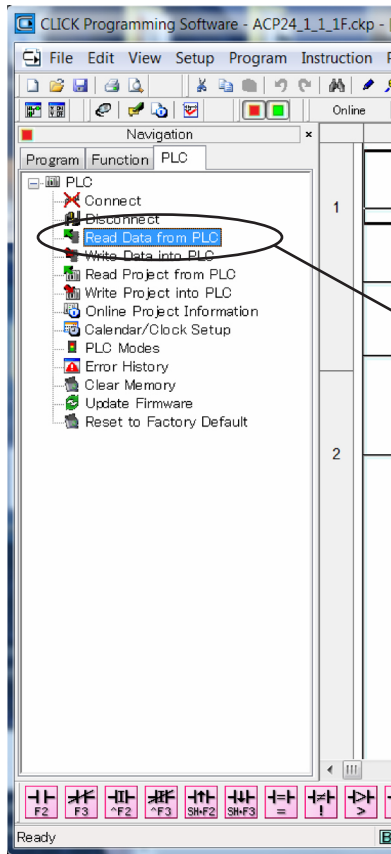 CLICK Programming Software - ACP24_1_1_1F.ckp -
File Edit View Setup Program Instruction P
Online
Navigation
Program Function PLC
PLC
Connect
Disconnect
Read Data from PLC
Write Data into PLC
Read Project from PLC
Write Project into PLC
Online Project Information
Calendar/Clock Setup
PLC Modes
Error History
Clear Memory
Update Firmware
Reset to Factory Default
1
2
F2 F3 ^F2 ^F3 SH+F2 SH+F3 = ! >
Ready